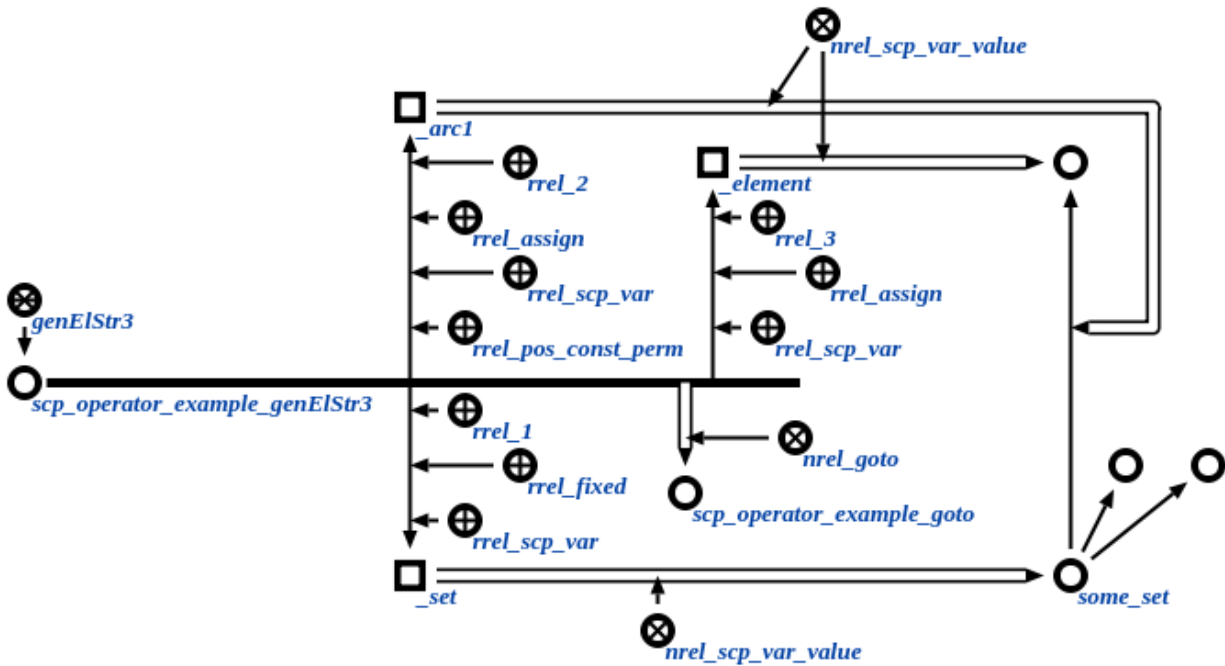 nrel_scp_var_value
_arc1
rrel_2
_element
rrel_assign
rrel_3
rrel_scp_var
rrel_assign
genElStr3
rrel_pos_const_perm
rrel_scp_var
scp_operator_example_genElStr3
rrel_1
nrel_goto
rrel_fixed
scp_operator_example_goto
rrel_scp_var
_set
some_set
nrel_scp_var_value